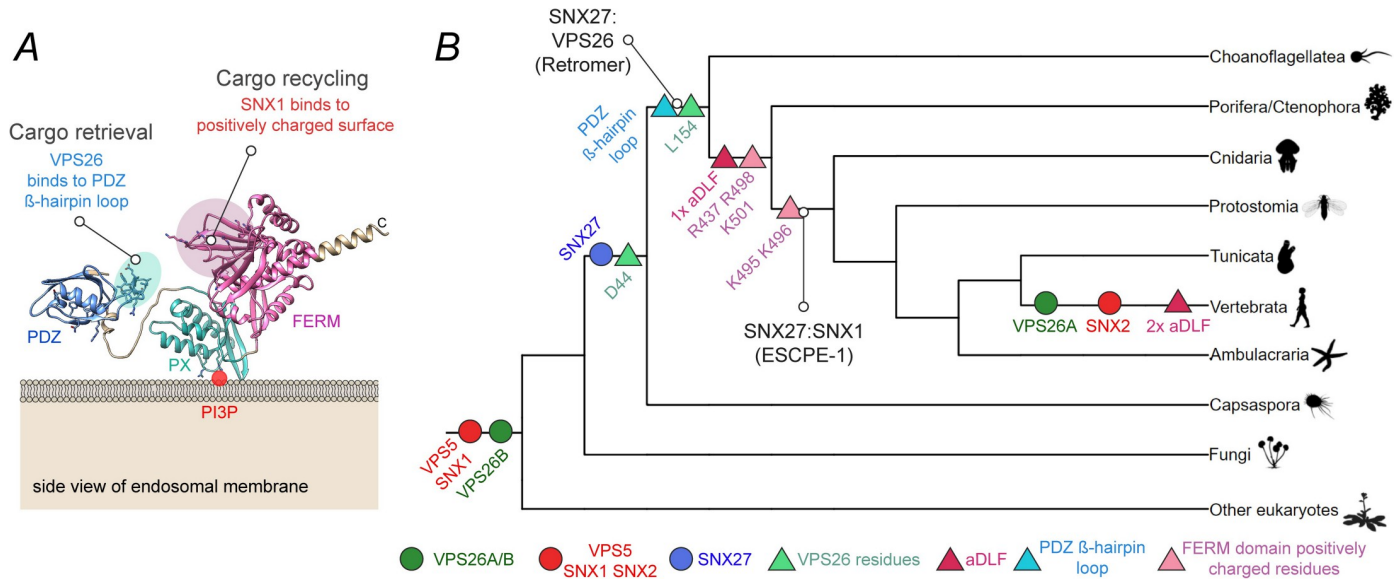 A
Cargo recycling
SNX1 binds to
positively charged surface
Cargo retrieval
VPS26
binds to PDZ
ß-hairpin loop
C
PDZ
FERM
PX
PI3P
side view of endosomal membrane
B
SNX27:
VPS26
(Retromer)
PDZ
ß-hairpin
loop
L154
1x aDLF
R437 R498
K501
K495 K496
SNX27
D44
SNX27:SNX1
(ESCPE-1)
VPS5
SNX1
VPS26B
VPS26A
SNX2
2x aDLF
Choanoflagellatea
Porifera/Ctenophora
Cnidaria
Protostomia
Tunicata
Vertebrata
Ambulacraria
Capsaspora
Fungi
Other eukaryotes
VPS26A/B
VPS5
SNX1 SNX2
SNX27
VPS26 residues
aDLF
PDZ ß-hairpin
loop
FERM domain positively
charged residues